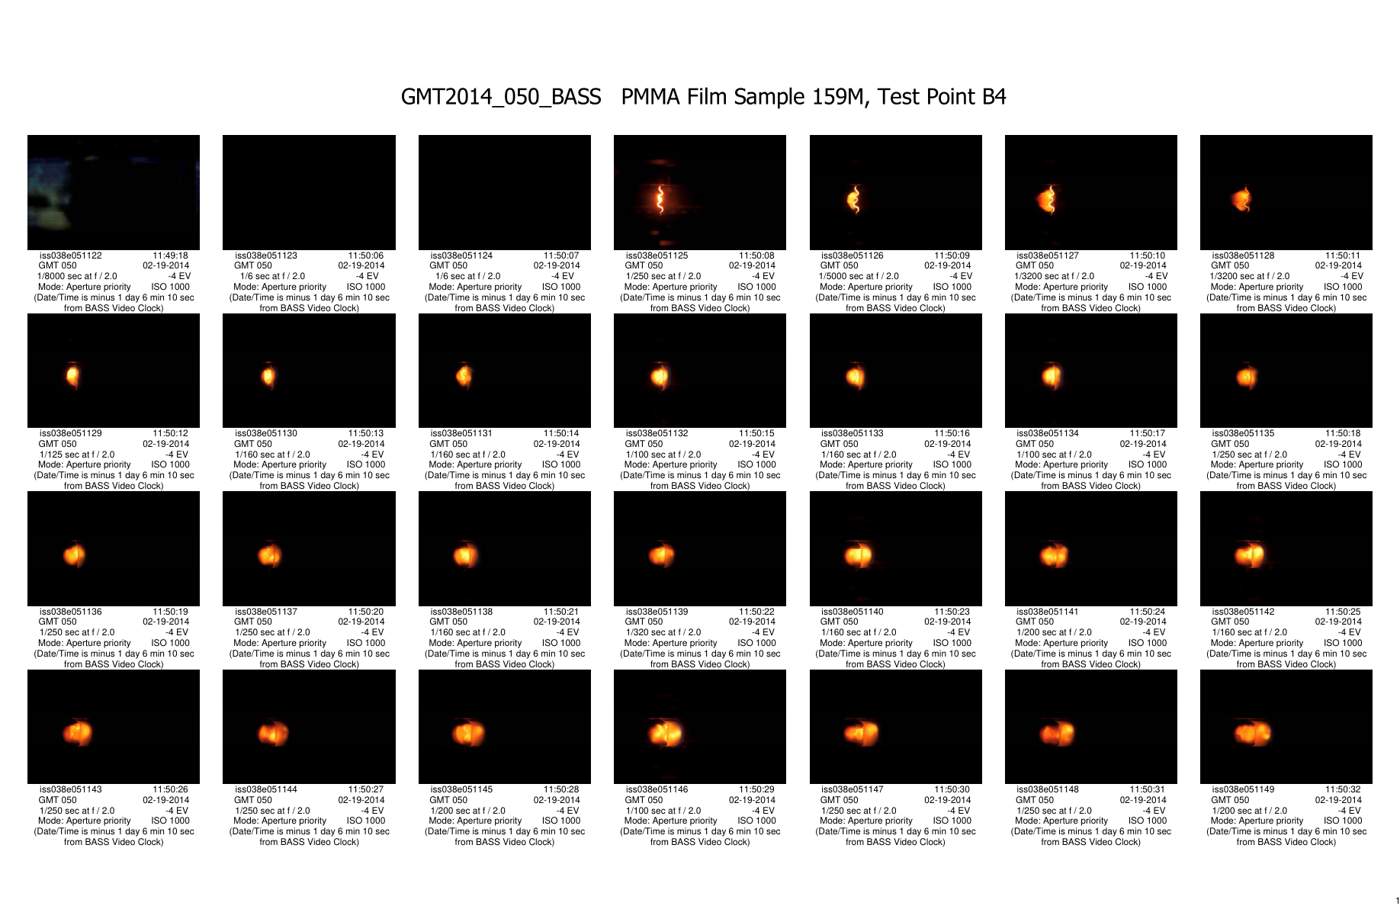 GMT2014_050_BASS PMMA Film Sample 159M, Test Point B4
iss038e051122 11:49:18
GMT 050 02-19-2014
1/8000 sec at f / 2.0 -4 EV
Mode: Aperture priority ISO 1000
(Date/Time is minus 1 day 6 min 10 sec
from BASS Video Clock)
iss038e051123 11:50:06
GMT 050 02-19-2014
1/6 sec at f / 2.0 -4 EV
Mode: Aperture priority ISO 1000
(Date/Time is minus 1 day 6 min 10 sec
from BASS Video Clock)
iss038e051124 11:50:07
GMT 050 02-19-2014
1/6 sec at f / 2.0 -4 EV
Mode: Aperture priority ISO 1000
(Date/Time is minus 1 day 6 min 10 sec
from BASS Video Clock)
iss038e051125 11:50:08
GMT 050 02-19-2014
1/250 sec at f / 2.0 -4 EV
Mode: Aperture priority ISO 1000
(Date/Time is minus 1 day 6 min 10 sec
from BASS Video Clock)
iss038e051126 11:50:09
GMT 050 02-19-2014
1/5000 sec at f / 2.0 -4 EV
Mode: Aperture priority ISO 1000
(Date/Time is minus 1 day 6 min 10 sec
from BASS Video Clock)
iss038e051127 11:50:10
GMT 050 02-19-2014
1/3200 sec at f / 2.0 -4 EV
Mode: Aperture priority ISO 1000
(Date/Time is minus 1 day 6 min 10 sec
from BASS Video Clock)
iss038e051128 11:50:11
GMT 050 02-19-2014
1/3200 sec at f / 2.0 -4 EV
Mode: Aperture priority ISO 1000
(Date/Time is minus 1 day 6 min 10 sec
from BASS Video Clock)
iss038e051129 11:50:12
GMT 050 02-19-2014
1/125 sec at f / 2.0 -4 EV
Mode: Aperture priority ISO 1000
(Date/Time is minus 1 day 6 min 10 sec
from BASS Video Clock)
iss038e051130 11:50:13
GMT 050 02-19-2014
1/160 sec at f / 2.0 -4 EV
Mode: Aperture priority ISO 1000
(Date/Time is minus 1 day 6 min 10 sec
from BASS Video Clock)
iss038e051131 11:50:14
GMT 050 02-19-2014
1/160 sec at f / 2.0 -4 EV
Mode: Aperture priority ISO 1000
(Date/Time is minus 1 day 6 min 10 sec
from BASS Video Clock)
iss038e051132 11:50:15
GMT 050 02-19-2014
1/100 sec at f / 2.0 -4 EV
Mode: Aperture priority ISO 1000
(Date/Time is minus 1 day 6 min 10 sec
from BASS Video Clock)
iss038e051133 11:50:16
GMT 050 02-19-2014
1/160 sec at f / 2.0 -4 EV
Mode: Aperture priority ISO 1000
(Date/Time is minus 1 day 6 min 10 sec
from BASS Video Clock)
iss038e051134 11:50:17
GMT 050 02-19-2014
1/100 sec at f / 2.0 -4 EV
Mode: Aperture priority ISO 1000
(Date/Time is minus 1 day 6 min 10 sec
from BASS Video Clock)
iss038e051135 11:50:18
GMT 050 02-19-2014
1/250 sec at f / 2.0 -4 EV
Mode: Aperture priority ISO 1000
(Date/Time is minus 1 day 6 min 10 sec
from BASS Video Clock)
iss038e051136 11:50:19
GMT 050 02-19-2014
1/250 sec at f / 2.0 -4 EV
Mode: Aperture priority ISO 1000
(Date/Time is minus 1 day 6 min 10 sec
from BASS Video Clock)
iss038e051137 11:50:20
GMT 050 02-19-2014
1/250 sec at f / 2.0 -4 EV
Mode: Aperture priority ISO 1000
(Date/Time is minus 1 day 6 min 10 sec
from BASS Video Clock)
iss038e051138 11:50:21
GMT 050 02-19-2014
1/160 sec at f / 2.0 -4 EV
Mode: Aperture priority ISO 1000
(Date/Time is minus 1 day 6 min 10 sec
from BASS Video Clock)
iss038e051139 11:50:22
GMT 050 02-19-2014
1/320 sec at f / 2.0 -4 EV
Mode: Aperture priority ISO 1000
(Date/Time is minus 1 day 6 min 10 sec
from BASS Video Clock)
iss038e051140 11:50:23
GMT 050 02-19-2014
1/160 sec at f / 2.0 -4 EV
Mode: Aperture priority ISO 1000
(Date/Time is minus 1 day 6 min 10 sec
from BASS Video Clock)
iss038e051141 11:50:24
GMT 050 02-19-2014
1/200 sec at f / 2.0 -4 EV
Mode: Aperture priority ISO 1000
(Date/Time is minus 1 day 6 min 10 sec
from BASS Video Clock)
iss038e051142 11:50:25
GMT 050 02-19-2014
1/160 sec at f / 2.0 -4 EV
Mode: Aperture priority ISO 1000
(Date/Time is minus 1 day 6 min 10 sec
from BASS Video Clock)
iss038e051143 11:50:26
GMT 050 02-19-2014
1/250 sec at f / 2.0 -4 EV
Mode: Aperture priority ISO 1000
(Date/Time is minus 1 day 6 min 10 sec
from BASS Video Clock)
iss038e051144 11:50:27
GMT 050 02-19-2014
1/250 sec at f / 2.0 -4 EV
Mode: Aperture priority ISO 1000
(Date/Time is minus 1 day 6 min 10 sec
from BASS Video Clock)
iss038e051145 11:50:28
GMT 050 02-19-2014
1/200 sec at f / 2.0 -4 EV
Mode: Aperture priority ISO 1000
(Date/Time is minus 1 day 6 min 10 sec
from BASS Video Clock)
iss038e051146 11:50:29
GMT 050 02-19-2014
1/100 sec at f / 2.0 -4 EV
Mode: Aperture priority ISO 1000
(Date/Time is minus 1 day 6 min 10 sec
from BASS Video Clock)
iss038e051147 11:50:30
GMT 050 02-19-2014
1/250 sec at f / 2.0 -4 EV
Mode: Aperture priority ISO 1000
(Date/Time is minus 1 day 6 min 10 sec
from BASS Video Clock)
iss038e051148 11:50:31
GMT 050 02-19-2014
1/250 sec at f / 2.0 -4 EV
Mode: Aperture priority ISO 1000
(Date/Time is minus 1 day 6 min 10 sec
from BASS Video Clock)
iss038e051149 11:50:32
GMT 050 02-19-2014
1/200 sec at f / 2.0 -4 EV
Mode: Aperture priority ISO 1000
(Date/Time is minus 1 day 6 min 10 sec
from BASS Video Clock)